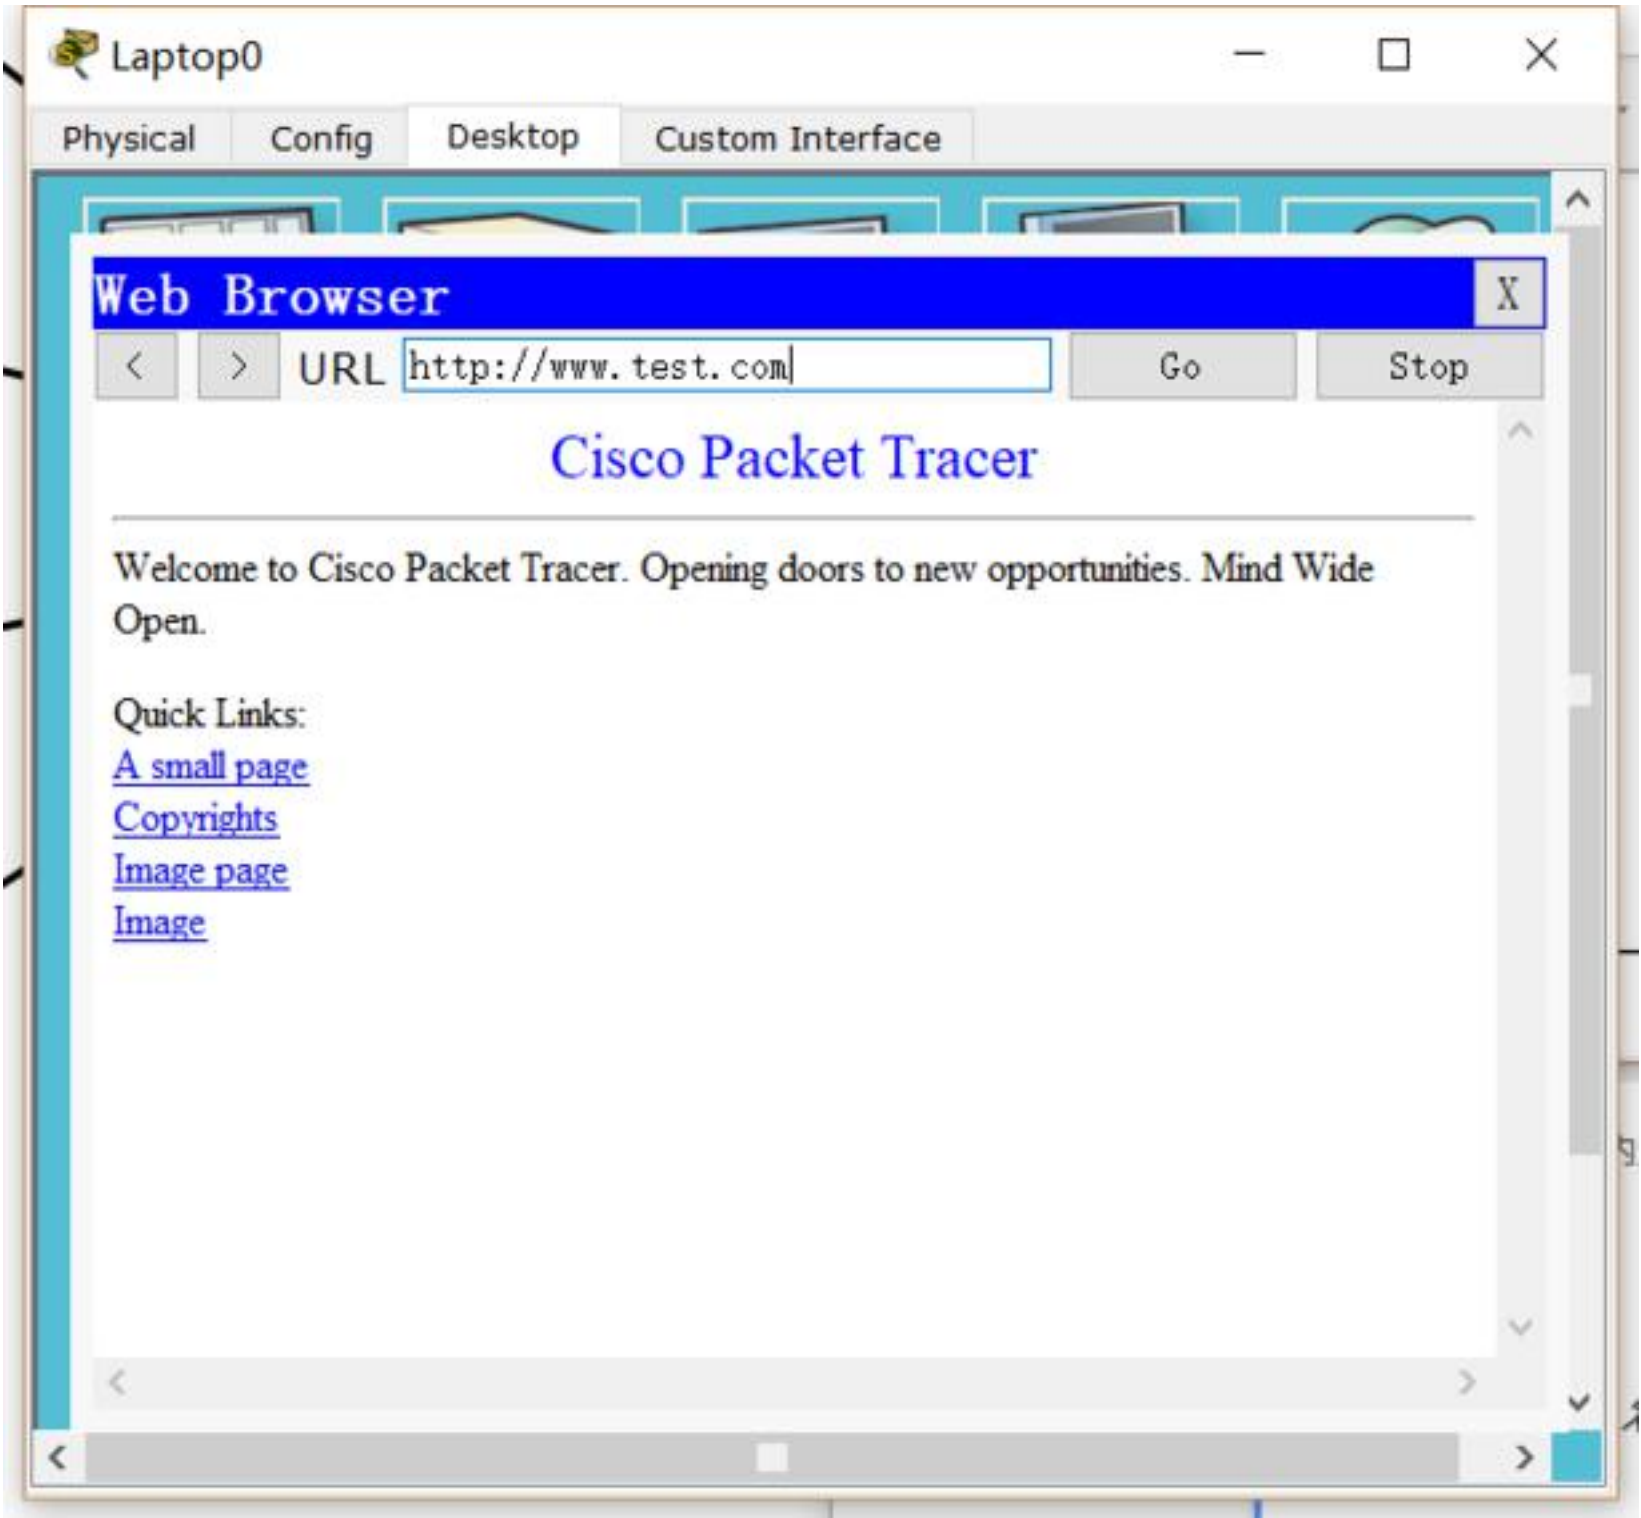 Laptop0
Physical Config Desktop Custom Interface
Web Browser X
< > URL http://www.test.com Go Stop
Cisco Packet Tracer
Welcome to Cisco Packet Tracer. Opening doors to new opportunities. Mind Wide
Open.
Quick Links:
A small page
Copyrights
Image page
Image